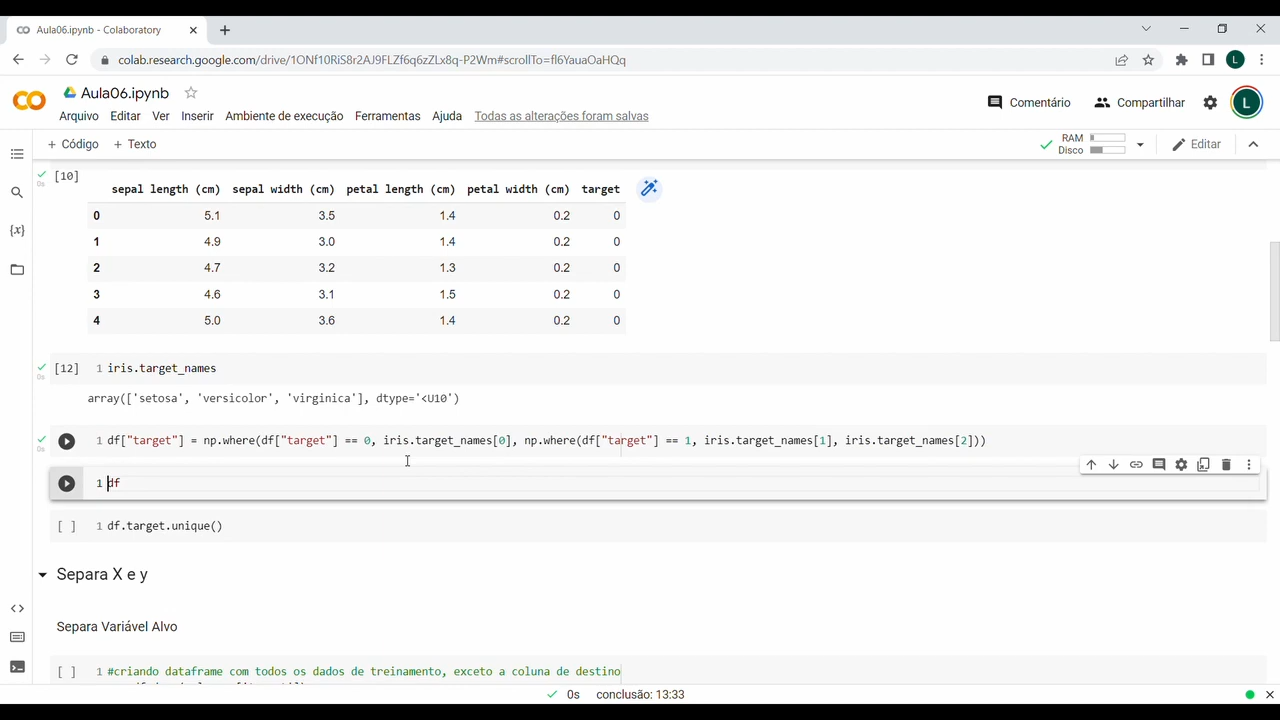 Aula06.ipynb - Colaboratory
colab.research.google.com/drive/1ONf10RiS8r2AJ9FLZf6q6zZLx8q-P2Wm#scrollTo=fl6YauaOaHQq
L
Aula06.ipynb
Arquivo Editar Ver Inserir Ambiente de execução Ferramentas Ajuda Todas as alterações foram salvas
Comentário Compartilhar L
+ Código + Texto
RAM
Disco
Editar
[10]
0s
sepal length (cm) sepal width (cm) petal length (cm) petal width (cm) target
0 5.1 3.5 1.4 0.2 0
1 4.9 3.0 1.4 0.2 0
2 4.7 3.2 1.3 0.2 0
3 4.6 3.1 1.5 0.2 0
4 5.0 3.6 1.4 0.2 0
[12] 1 iris.target_names
0s
array(['setosa', 'versicolor', 'virginica'], dtype='<U10')
1 df["target"] = np.where(df["target"] == 0, iris.target_names[0], np.where(df["target"] == 1, iris.target_names[1], iris.target_names[2]))
0s
1 df
[ ] 1 df.target.unique()
Separa X e y
Separa Variável Alvo
[ ] 1 #criando dataframe com todos os dados de treinamento, exceto a coluna de destino
0s conclusão: 13:33